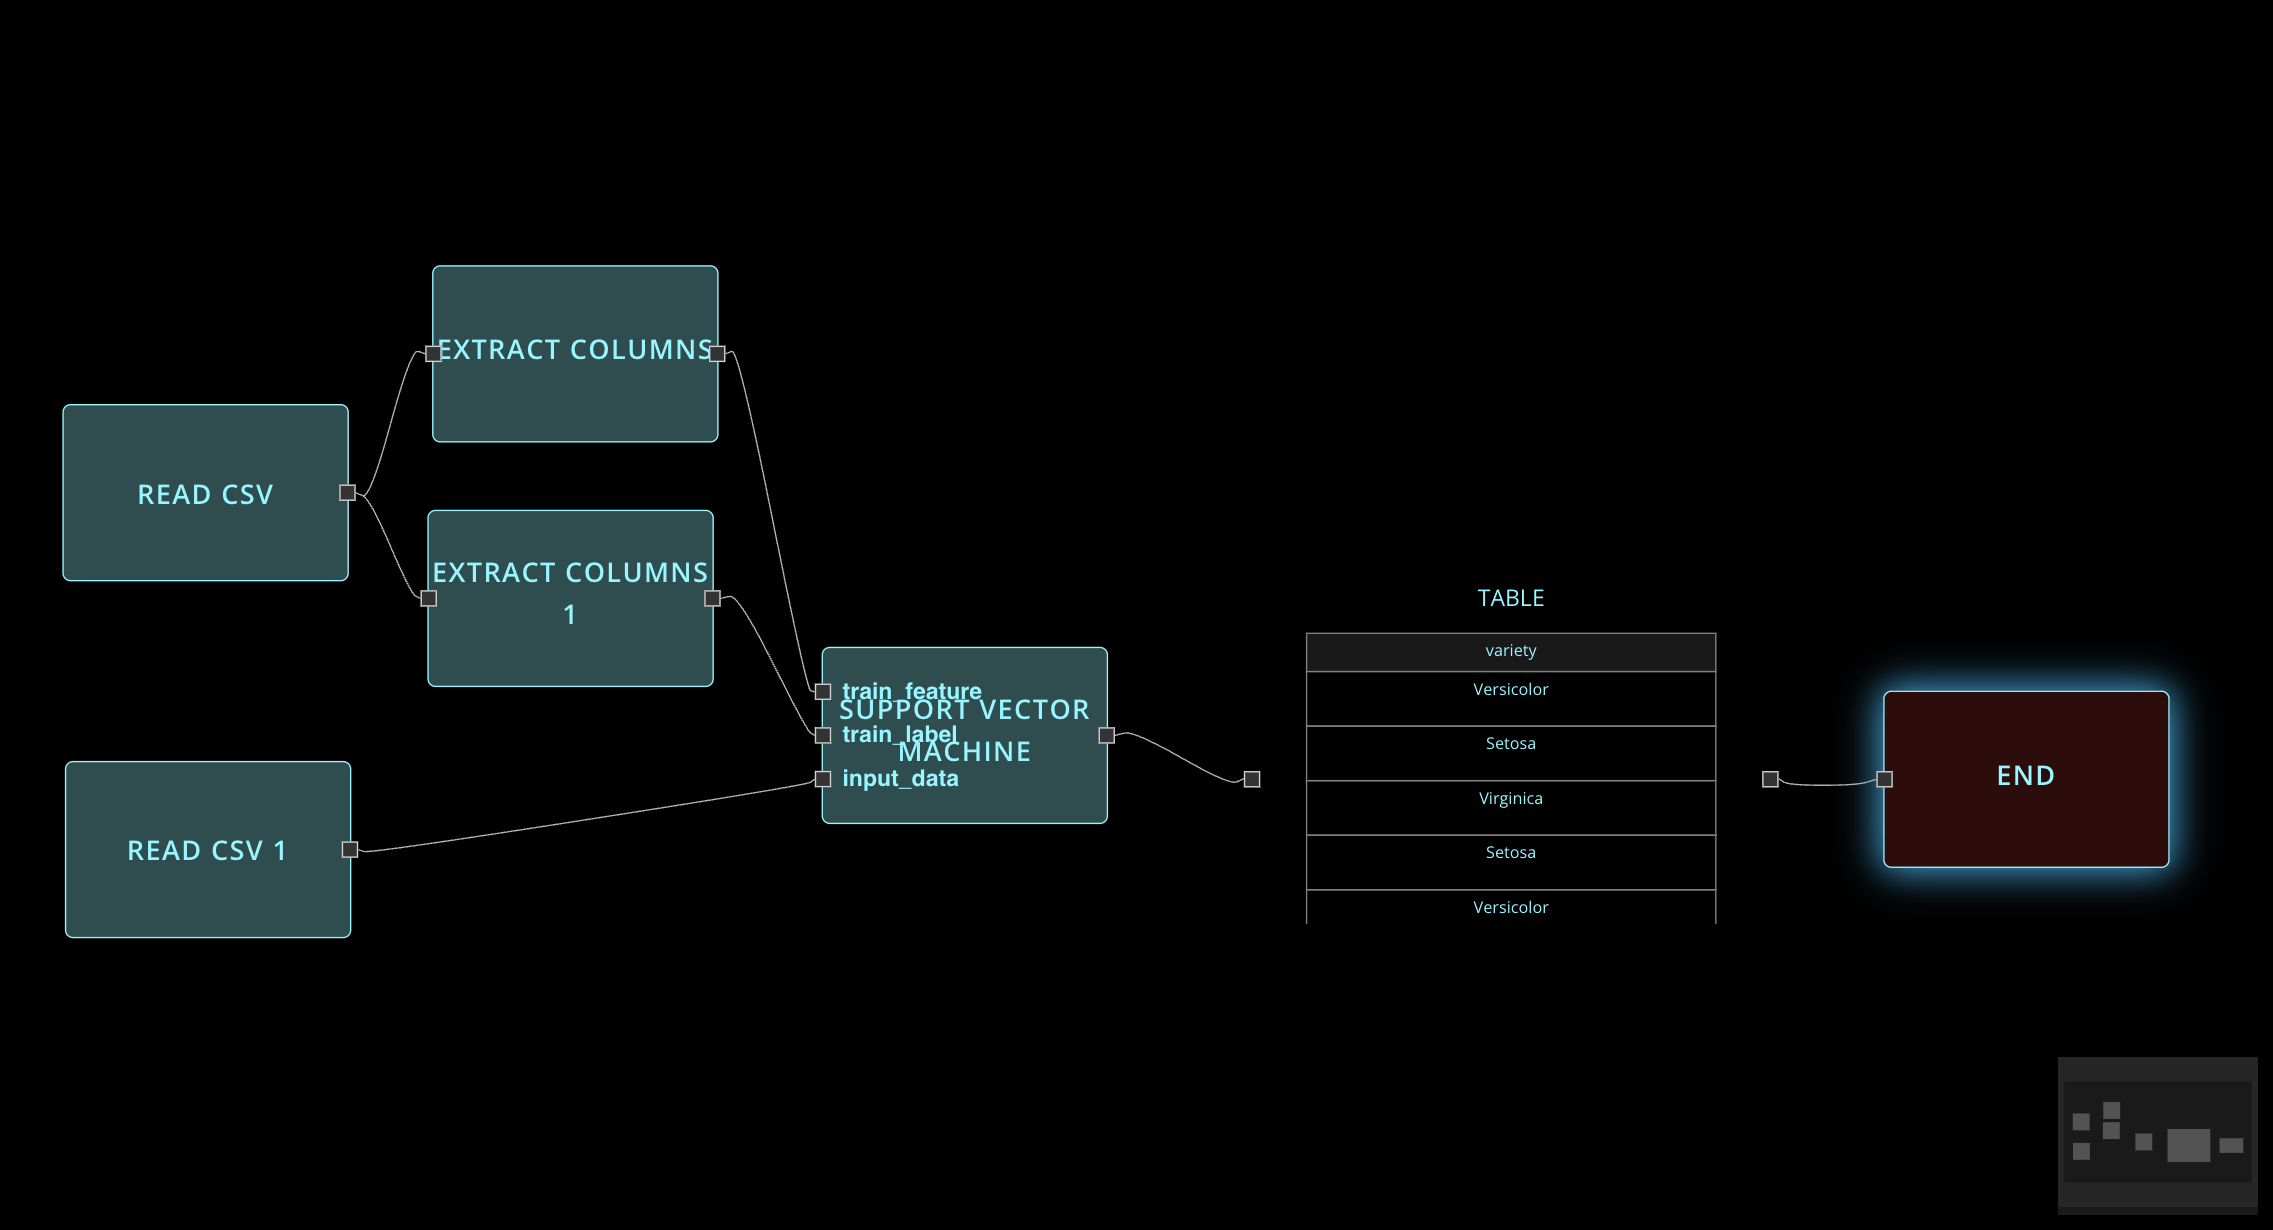 EXTRACT COLUMNS
READ CSV
EXTRACT COLUMNS
1
READ CSV 1
train_feature
SUPPORT VECTOR
train_label
MACHINE
input_data
TABLE
variety
Versicolor
Setosa
Virginica
Setosa
Versicolor
END